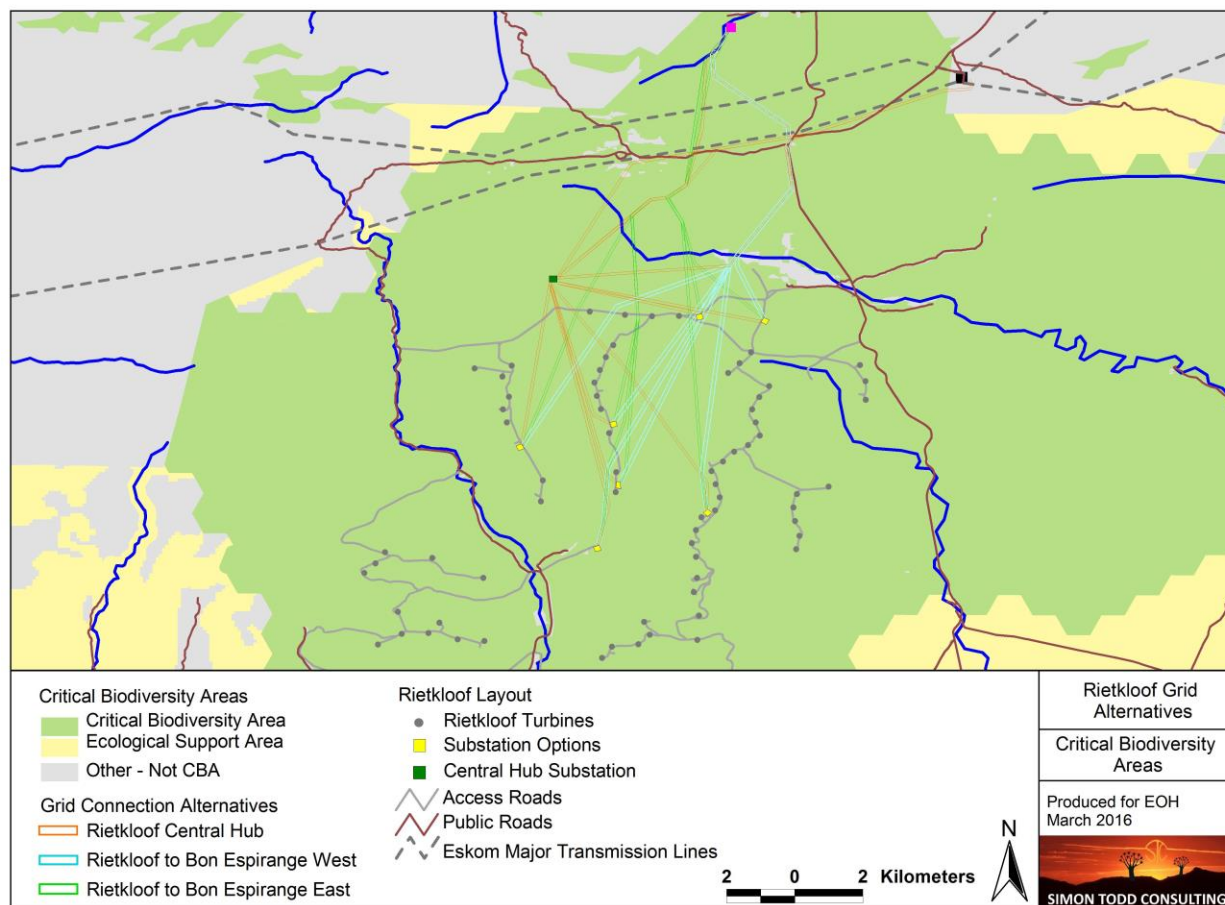 Critical Biodiversity Areas
Critical Biodiversity Area
Ecological Support Area
Other - Not CBA
Grid Connection Alternatives
Rietkloof Central Hub
Rietkloof to Bon Espirange West
Rietkloof to Bon Espirange East
Rietkloof Layout
Rietkloof Turbines
Substation Options
Central Hub Substation
Access Roads
Public Roads
Eskom Major Transmission Lines
2 0 2 Kilometers
N
Rietkloof Grid
Alternatives
Critical Biodiversity
Areas
Produced for EOH
March 2016
SIMON TODD CONSULTING